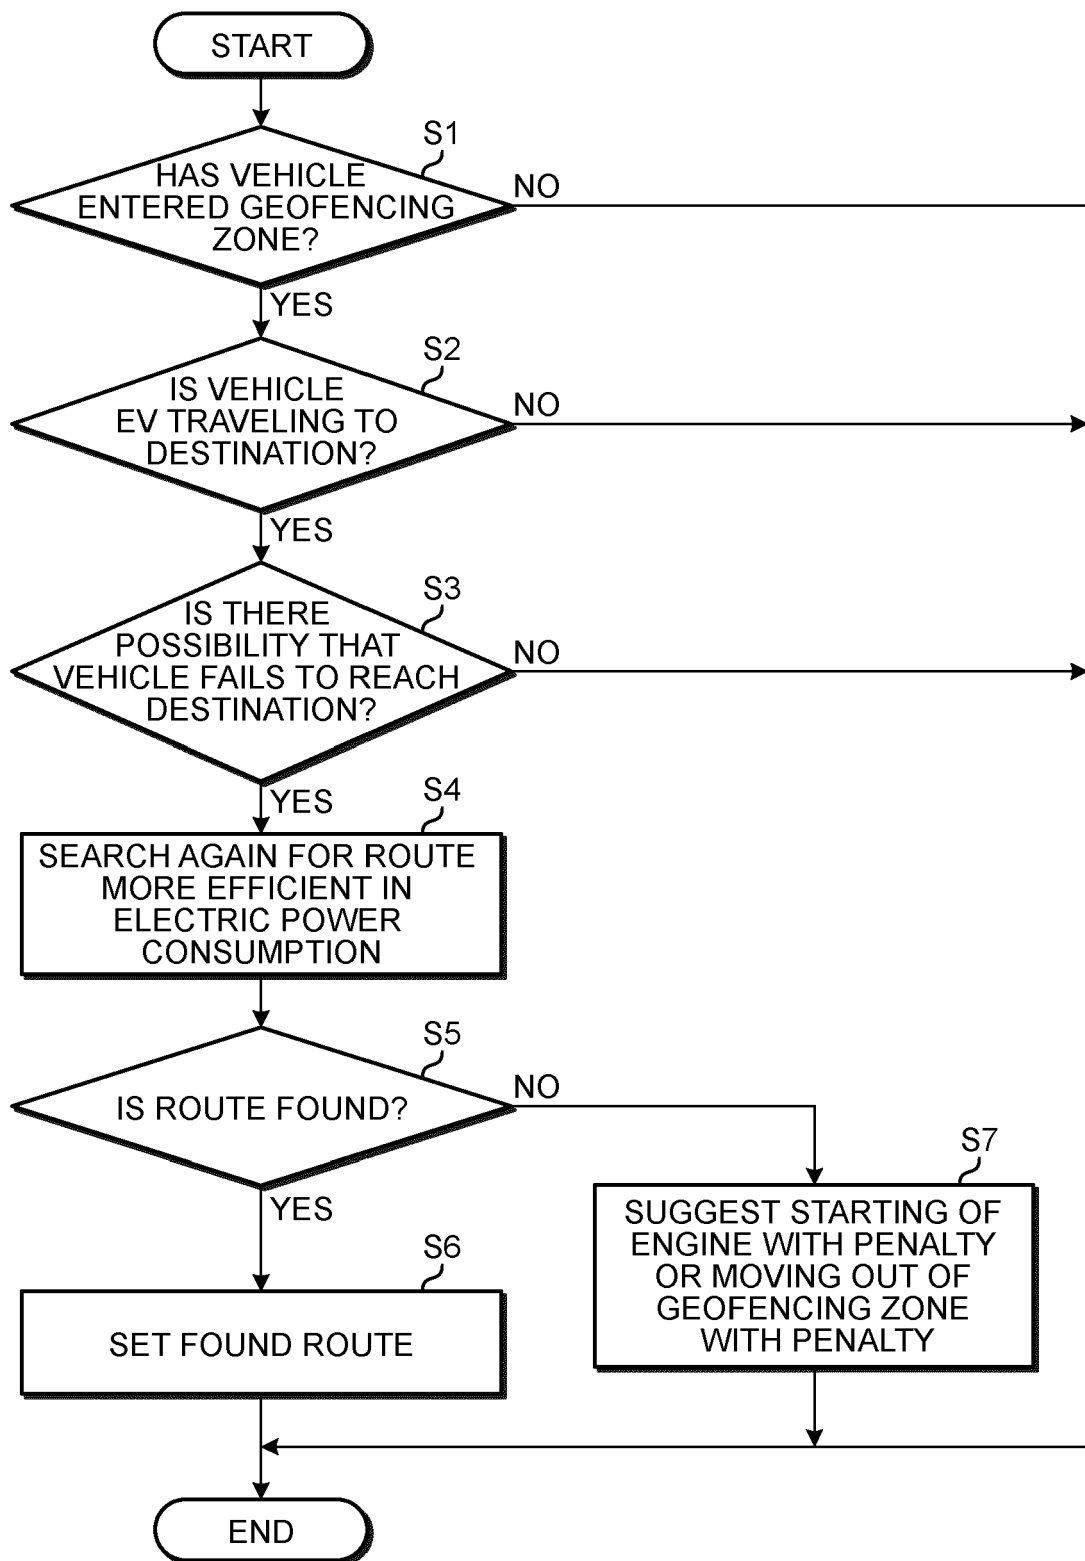 START
S1
HAS VEHICLE
ENTERED GEOFENCING
ZONE?
NO
YES
S2
IS VEHICLE
EV TRAVELING TO
DESTINATION?
NO
YES
S3
IS THERE
POSSIBILITY THAT
VEHICLE FAILS TO REACH
DESTINATION?
NO
YES
S4
SEARCH AGAIN FOR ROUTE
MORE EFFICIENT IN
ELECTRIC POWER
CONSUMPTION
S5
IS ROUTE FOUND?
NO
YES
S7
SUGGEST STARTING OF
ENGINE WITH PENALTY
OR MOVING OUT OF
GEOFENCING ZONE
WITH PENALTY
S6
SET FOUND ROUTE
END